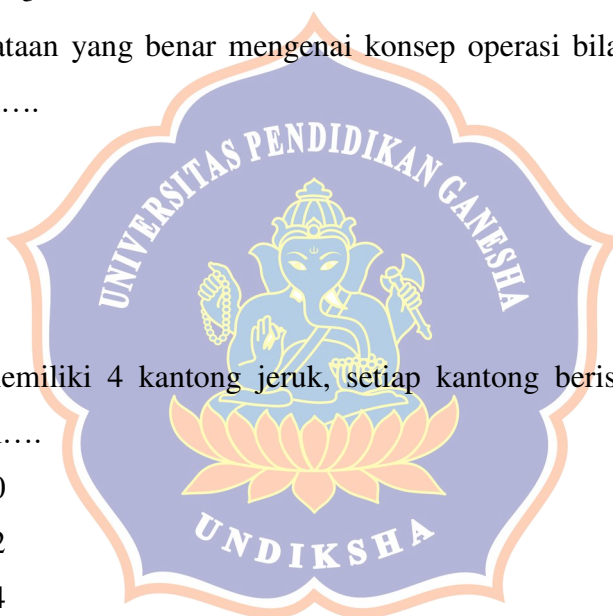 ataan yang benar mengenai konsep operasi bila
….
UNIVERSITAS PENDIDIKAN GANESHA
emiliki 4 kantong jeruk, setiap kantong beris
….
0
2
4
UNDIKSHA